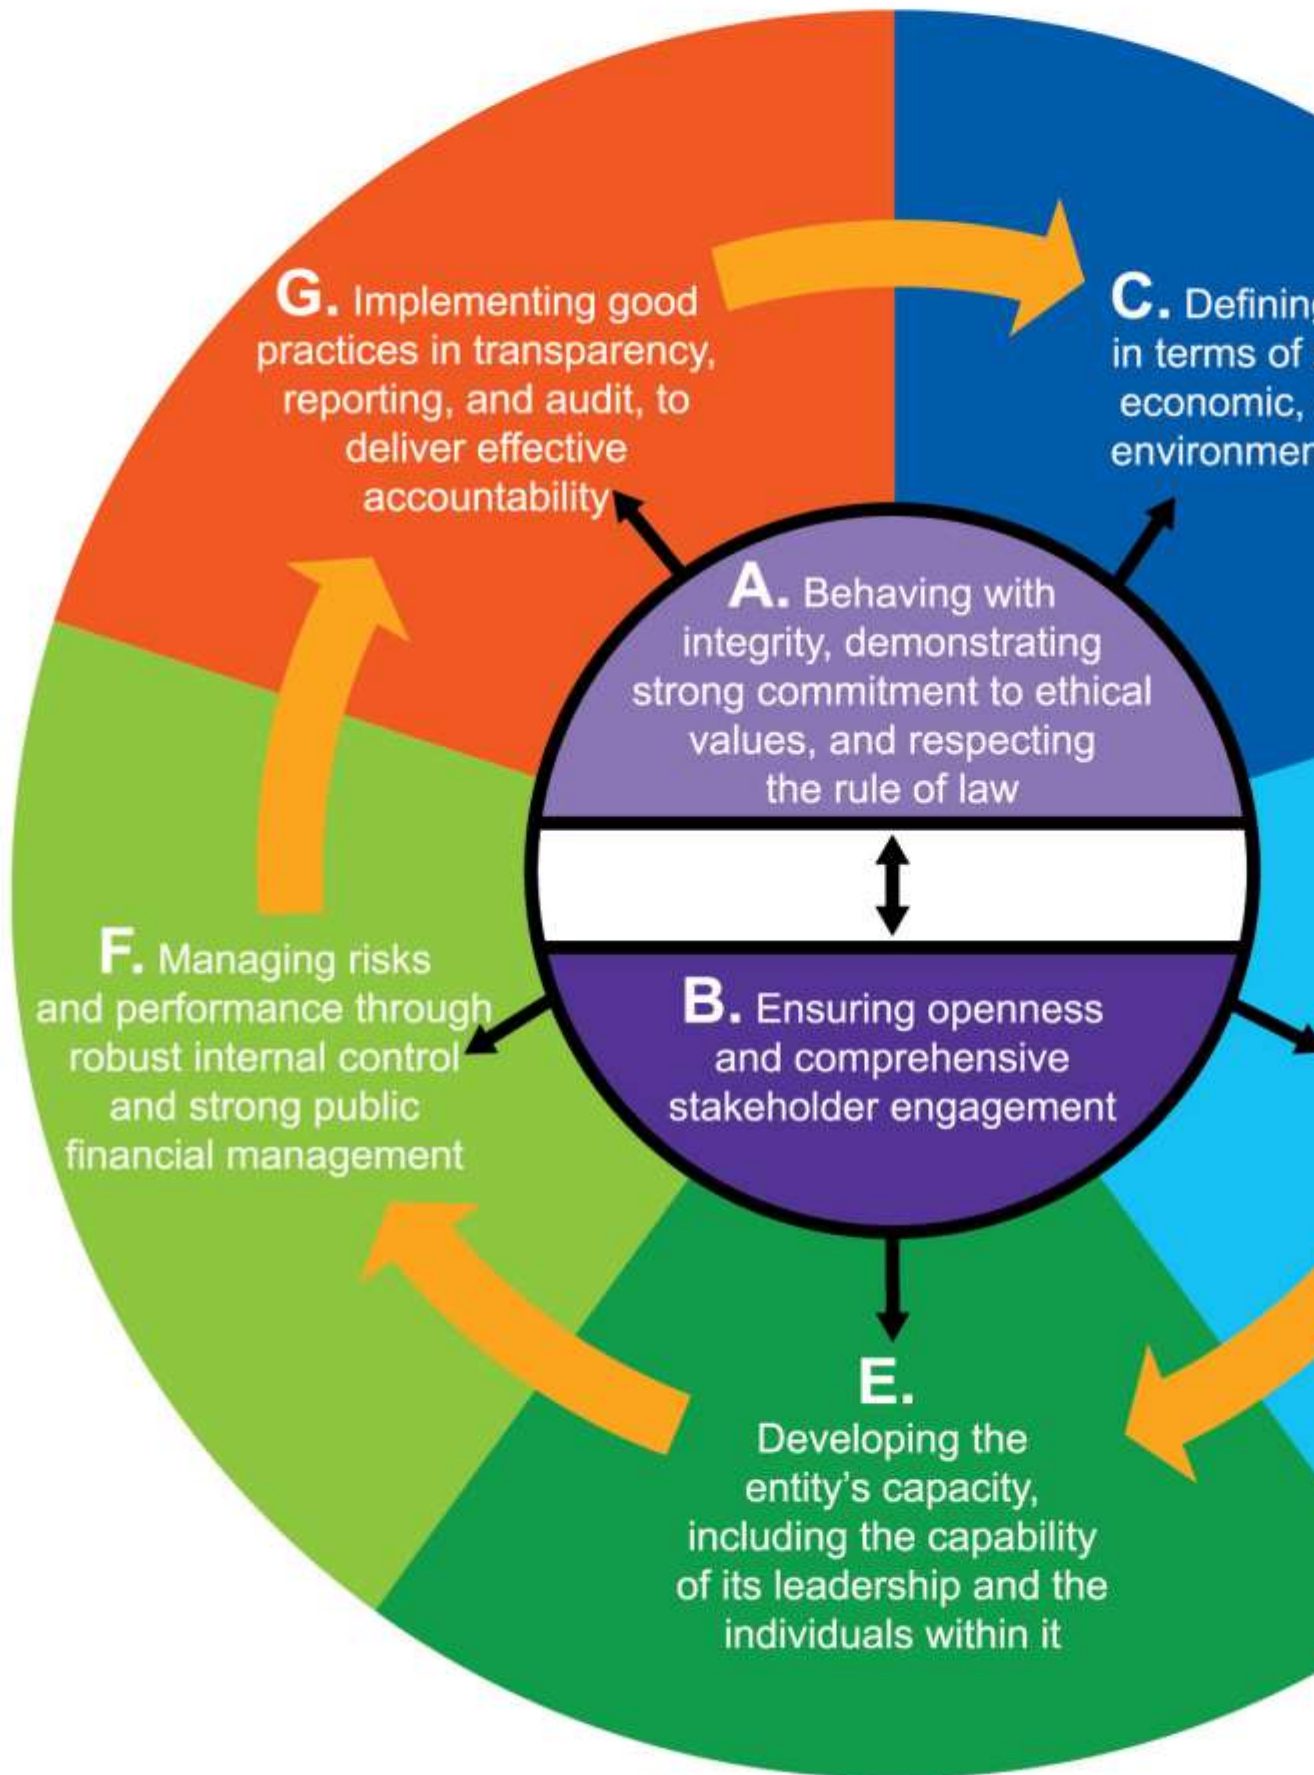 G. Implementing good
practices in transparency,
reporting, and audit, to
deliver effective
accountability
C. Defining
in terms of
economic,
A. Behaving with
integrity, demonstrating
strong commitment to ethical
values, and respecting
the rule of law
B. Ensuring openness
and comprehensive
stakeholder engagement
F. Managing risks
and performance through
robust internal control
and strong public
financial management
E.
Developing the
entity’s capacity,
including the capability
of its leadership and the
individuals within it